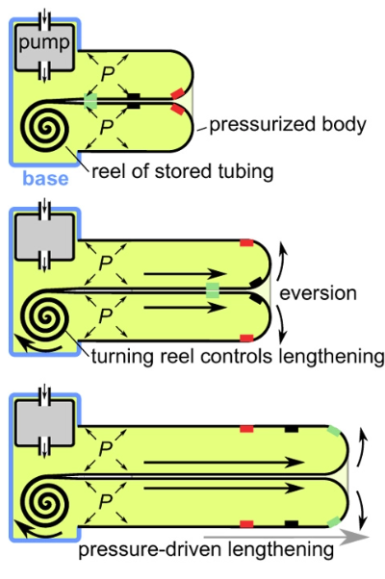 pump
P
P
pressurized body
reel of stored tubing
base
P
eversion
P
turning reel controls lengthening
P
P
pressure-driven lengthening